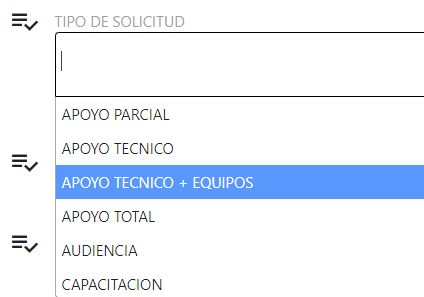 TIPO DE SOLICITUD
APOYO PARCIAL
APOYO TECNICO
APOYO TECNICO + EQUIPOS
APOYO TOTAL
AUDIENCIA
CAPACITACION